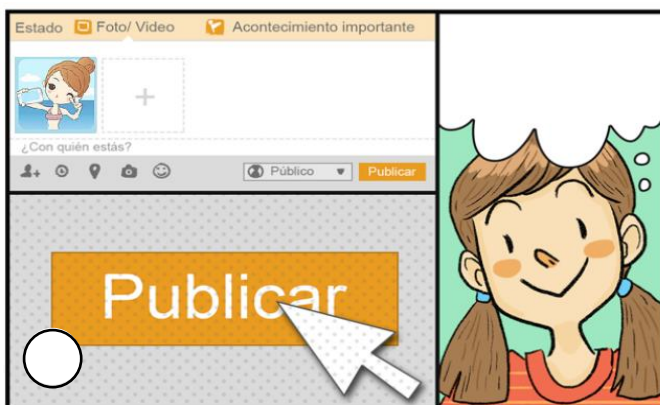 Estado Foto/ Video Acontecimiento importante
¿Con quién estás?
Público Publicar
Publicar